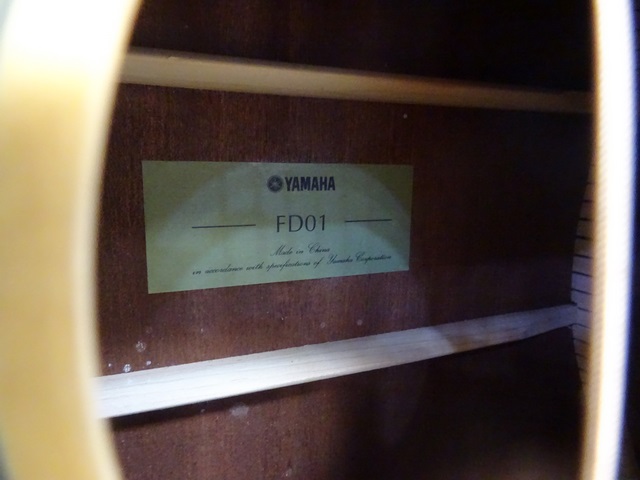 YAMAHA
FD01
Made in China
in accordance with specifications of Yamaha Corporation